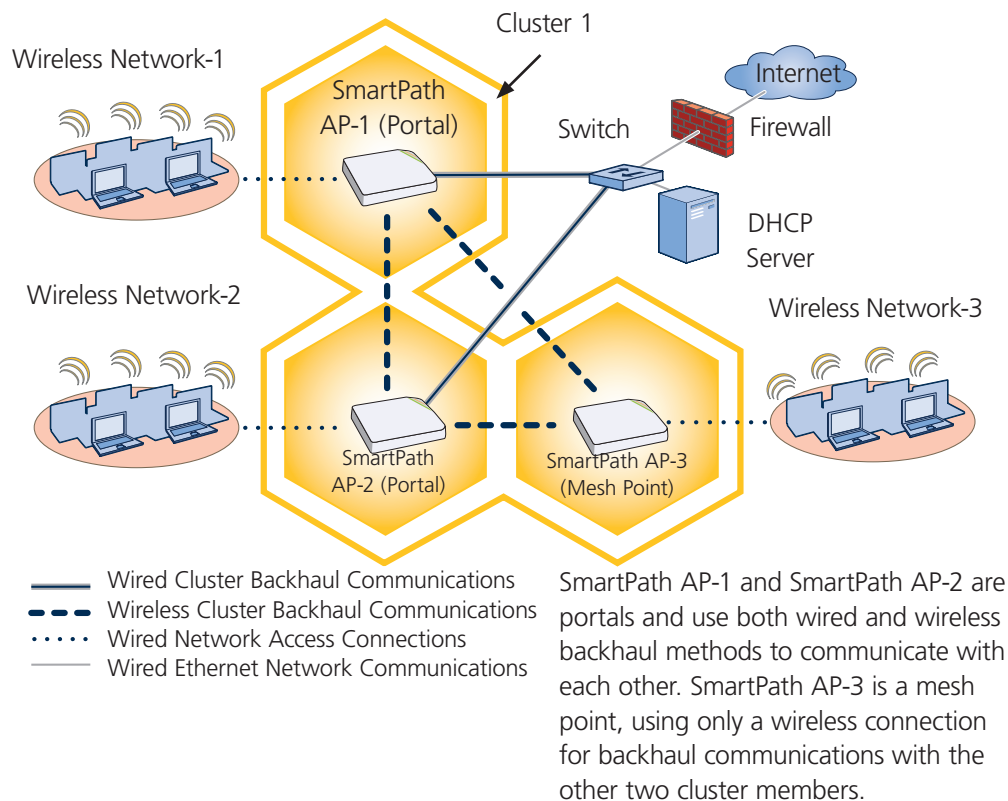 Cluster 1
Wireless Network-1
SmartPath
AP-1 (Portal)
Internet
Switch
Firewall
DHCP
Server
Wireless Network-2
Wireless Network-3
SmartPath
AP-2 (Portal)
SmartPath AP-3
(Mesh Point)
Wired Cluster Backhaul Communications
Wireless Cluster Backhaul Communications
Wired Network Access Connections
Wired Ethernet Network Communications
SmartPath AP-1 and SmartPath AP-2 are
portals and use both wired and wireless
backhaul methods to communicate with
each other. SmartPath AP-3 is a mesh
point, using only a wireless connection
for backhaul communications with the
other two cluster members.